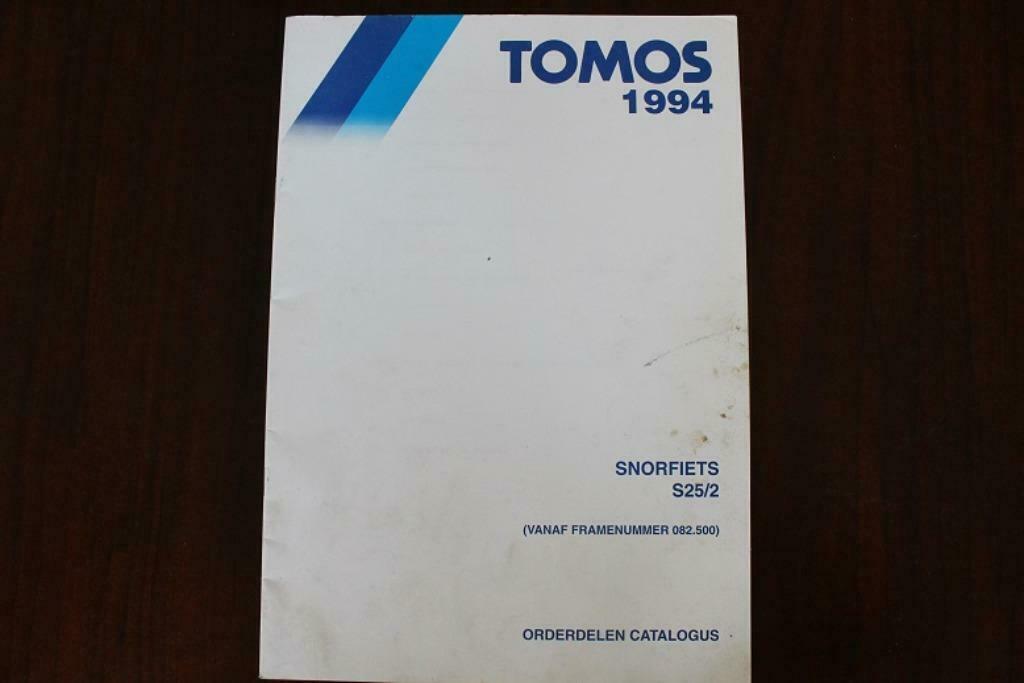 TOMOS
1994
SNORFIETS
S25/2
(VANAF FRAMENUMMER 082.500)
ORDERDELEN CATALOGUS